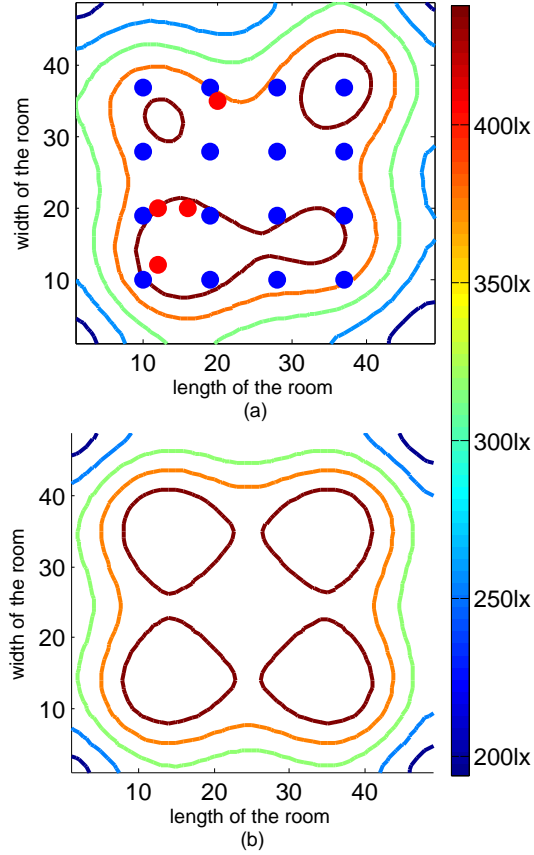 40
30
20
10
width of the room
10
20
30
40
length of the room
(a)
40
30
20
10
width of the room
10
20
30
40
length of the room
(b)
400lx
350lx
300lx
250lx
200lx